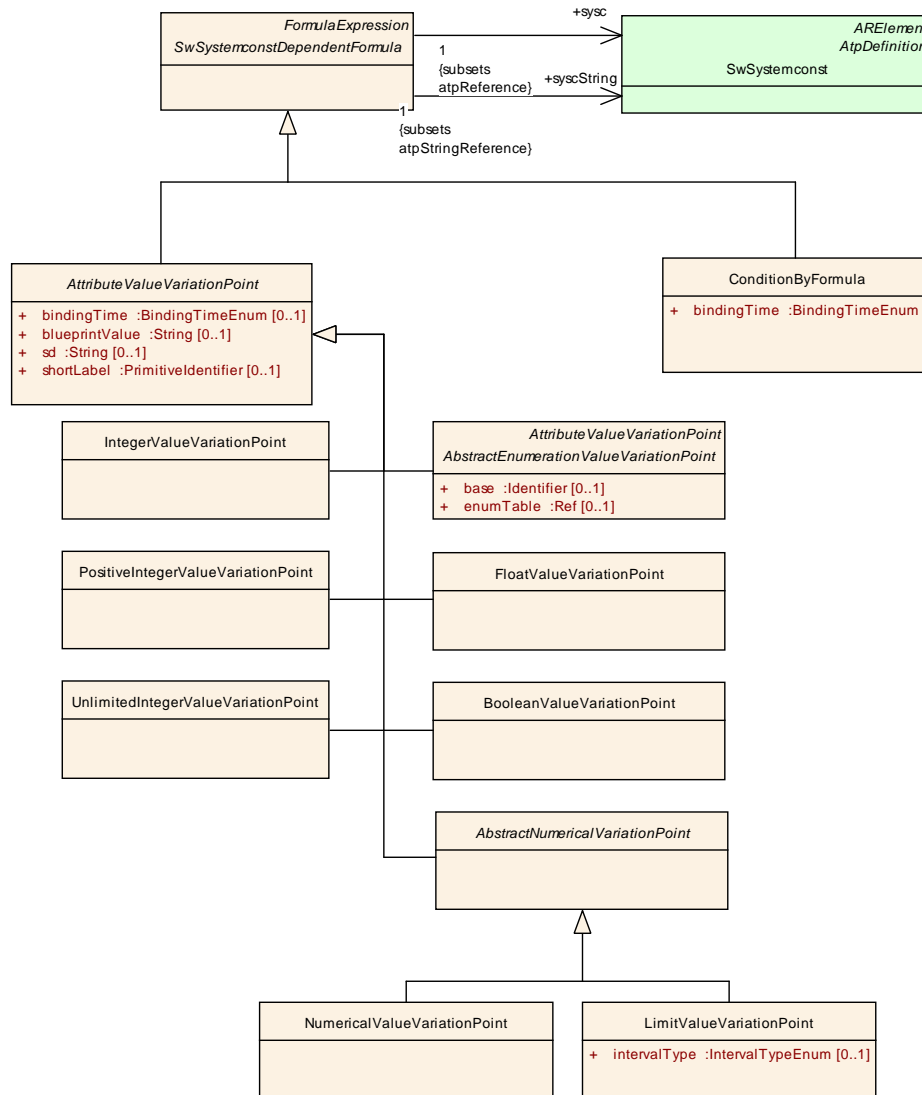 FormulaExpression
SwSystemconstDependentFormula
+sysc
1
{subsets
atpReference}
+syscString
1
{subsets
atpStringReference}
ARElemen
AtpDefinition
SwSystemconst
AttributeValueVariationPoint
+ bindingTime :BindingTimeEnum [0..1]
+ blueprintValue :String [0..1]
+ sd :String [0..1]
+ shortLabel :PrimitiveIdentifier [0..1]
ConditionByFormula
+ bindingTime :BindingTimeEnum
IntegerValueVariationPoint
AttributeValueVariationPoint
AbstractEnumerationValueVariationPoint
+ base :Identifier [0..1]
+ enumTable :Ref [0..1]
PositiveIntegerValueVariationPoint
FloatValueVariationPoint
UnlimitedIntegerValueVariationPoint
BooleanValueVariationPoint
AbstractNumericalVariationPoint
NumericalValueVariationPoint
LimitValueVariationPoint
+ intervalType :IntervalTypeEnum [0..1]